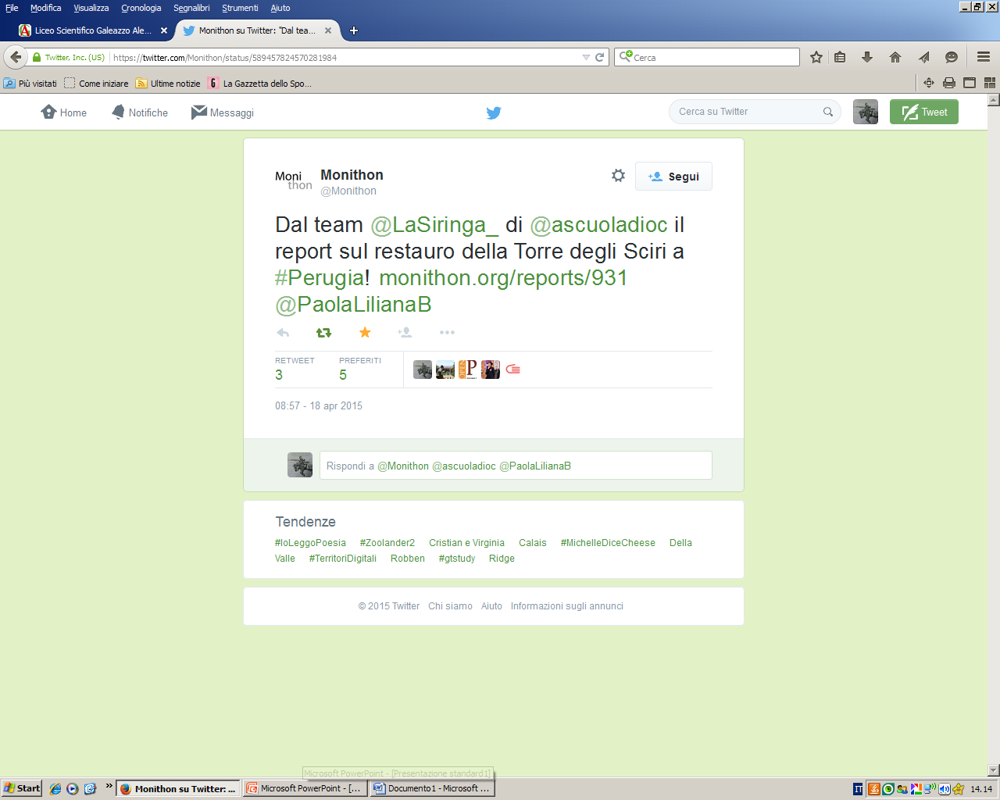 File Modifica Visualizza Cronologia Segnalibri Strumenti Aiuto
Liceo Scientifico Galeazzo Ale... Monithon su Twitter: "Dal tea...
Twitter, Inc. (US) https://twitter.com/Monithon/status/589457824570281984 Cerca
Più visitati Come iniziare Ultime notizie G La Gazzetta dello Spo...
Home Notifiche Messaggi Cerca su Twitter Tweet
Moni
thon
Monithon
@Monithon
Segui
Dal team @LaSiringa_ di @ascuoladioc il
report sul restauro della Torre degli Sciri a
#Perugia! monithon.org/reports/931
@PaolaLilianaB
RETWEET PREFERITI
3 5
08:57 - 18 apr 2015
Rispondi a @Monithon @ascuoladioc @PaolaLilianaB
Tendenze
#IoLeggoPoesia #Zoolander2 Cristian e Virginia Calais #MichelleDiceCheese Della
Valle #TerritoriDigitali Robben #gtstudy Ridge
© 2015 Twitter Chi siamo Aiuto Informazioni sugli annunci
Microsoft PowerPoint - [Presentazione standard1]
Start Monithon su Twitter: ... Microsoft PowerPoint - [... Documento1 - Microsoft ... IT 14.14